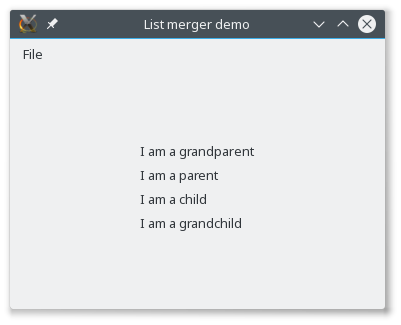 List merger demo
File
I am a grandparent
I am a parent
I am a child
I am a grandchild